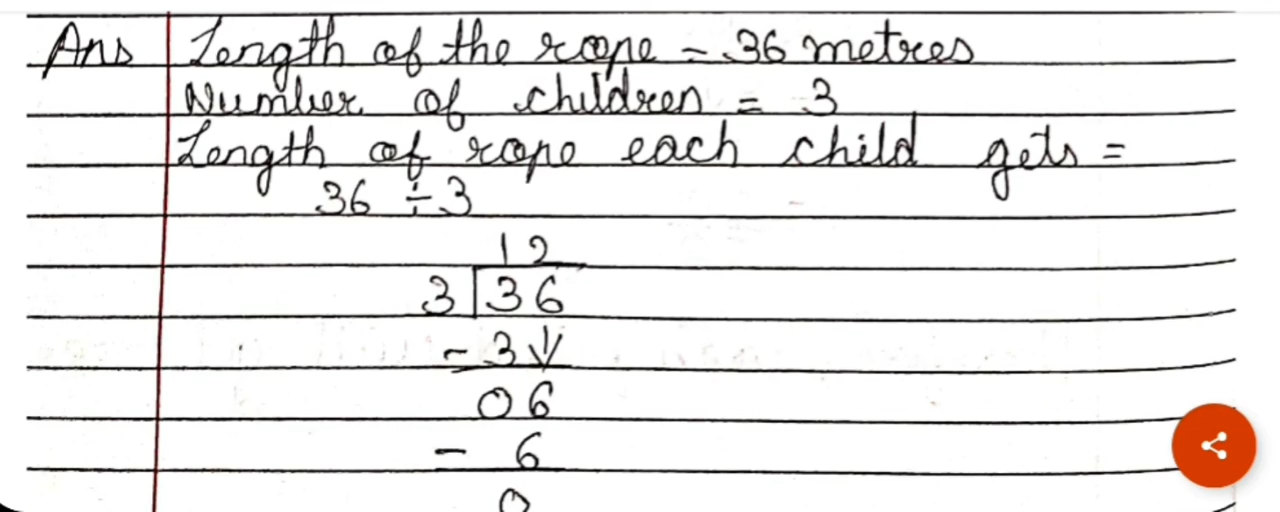 Ans Length of the rope = 36 metres
Number of children = 3
Length of rope each child gets =
36 ÷ 3
12
3 36
- 3
06
- 6
0